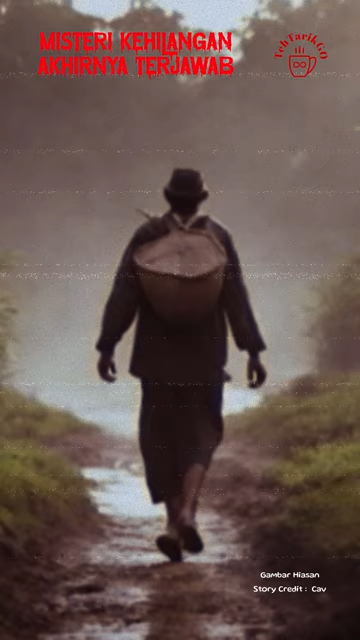 MISTERI KEHILANGAN
AKHIRNYA TERJAWAB
TehTarikGO
Gambar Hiasan
Story Credit : Cav